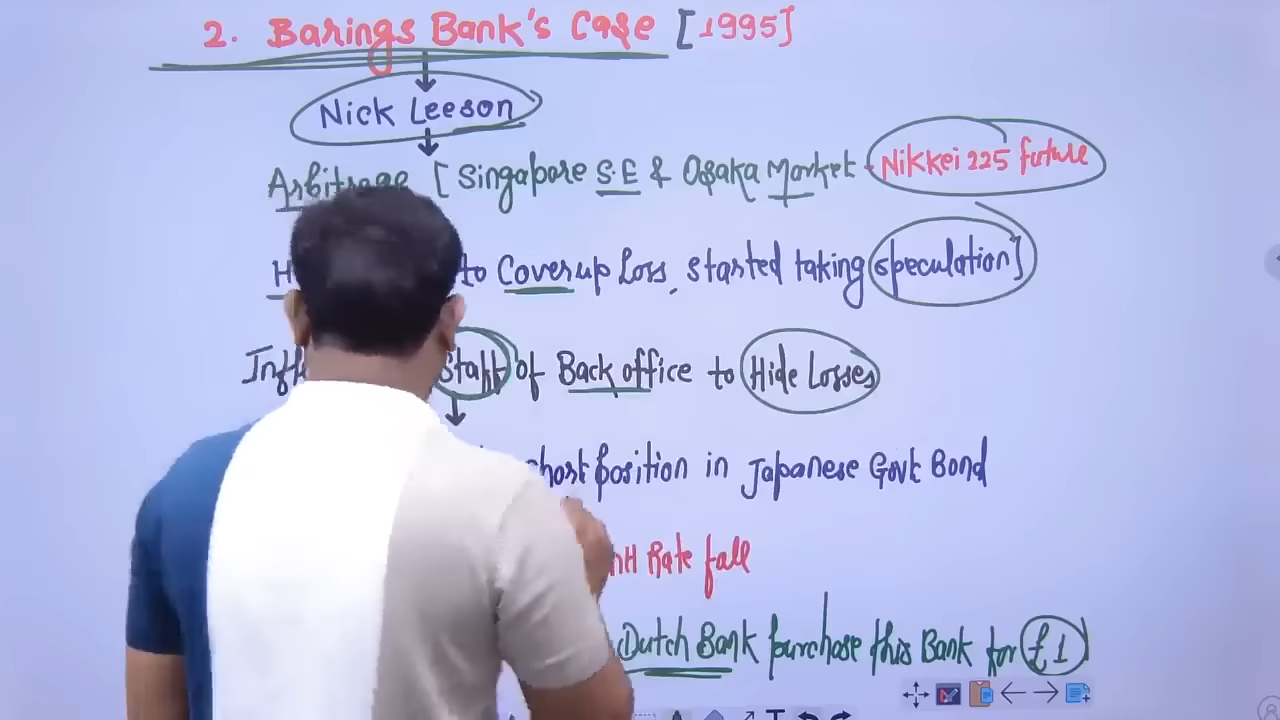 2. Barings Bank's Case [1995]
Nick Leeson
Arbitrage [Singapore S.E & Osaka Market - Nikkei 225 future
to Coverup Loss, started taking speculation]
Staff of Back office to Hide Losses
short position in Japanese Govt Bond
Rate fall
Dutch Bank purchase this Bank for £1